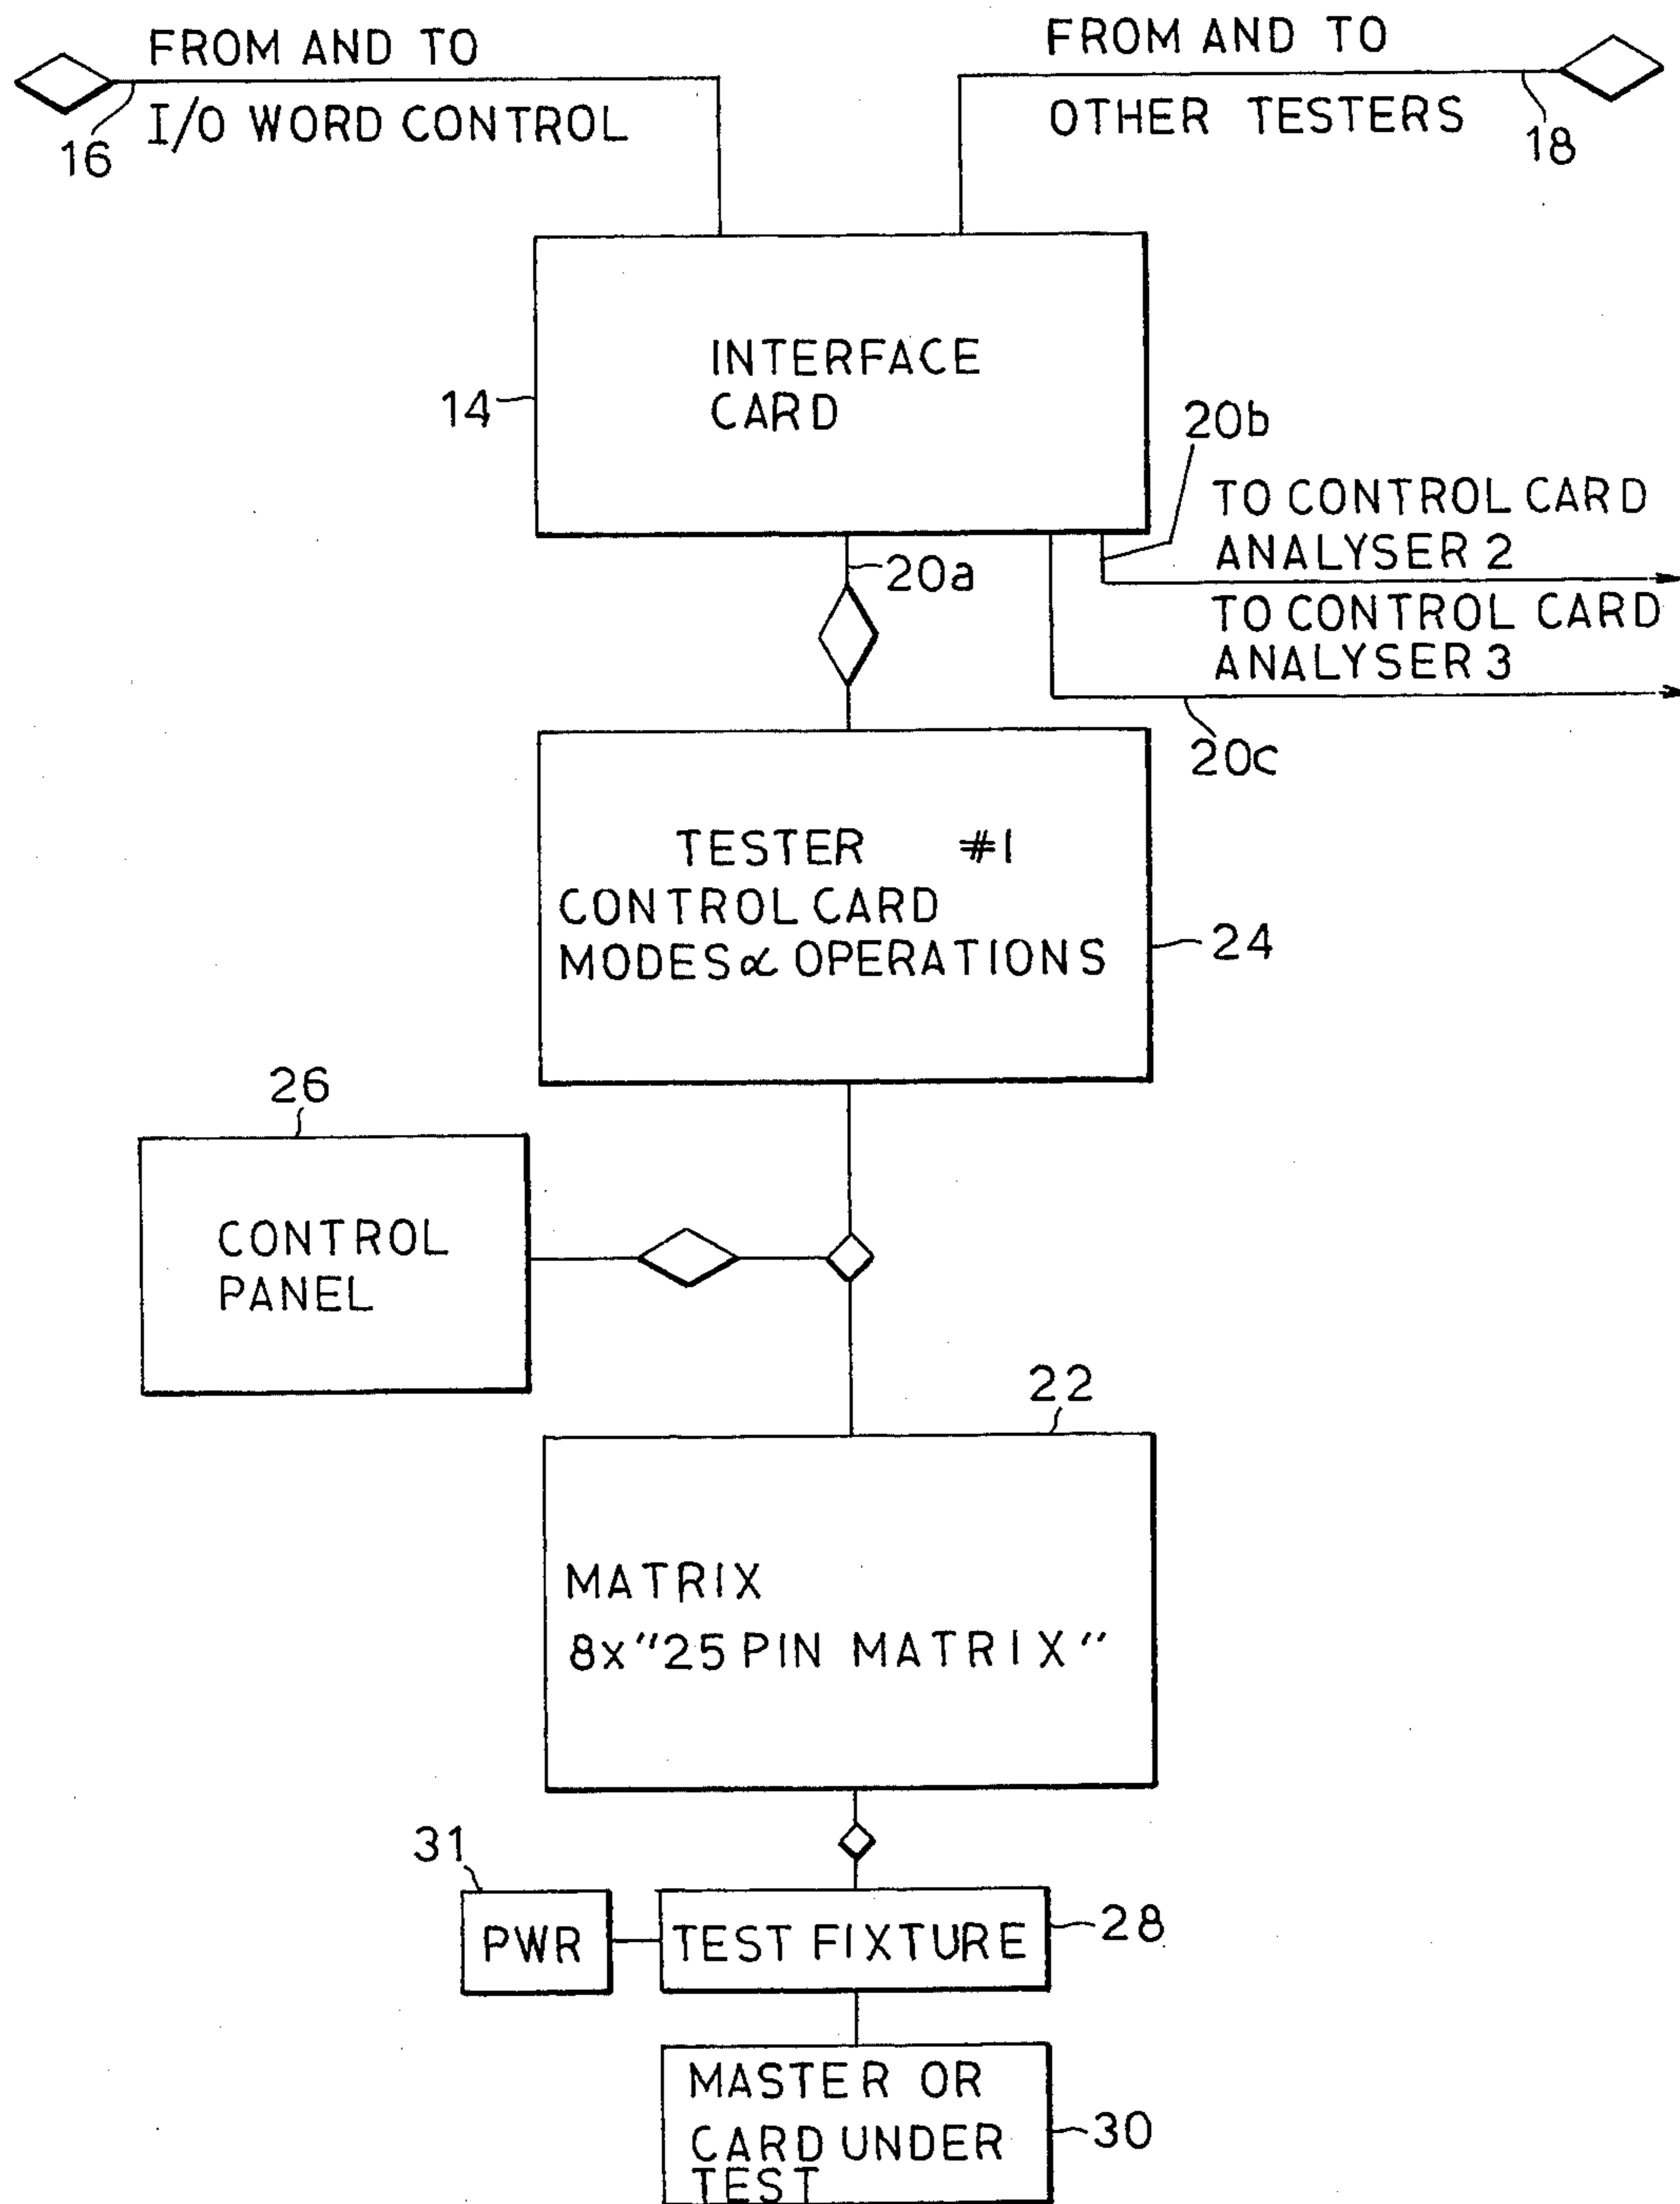 FROM AND TO
I/O WORD CONTROL
16
FROM AND TO
OTHER TESTERS
18
INTERFACE
CARD
14
20b
TO CONTROL CARD
ANALYSER 2
20a
TO CONTROL CARD
ANALYSER 3
20c
TESTER #1
CONTROL CARD
MODES ∝ OPERATIONS
24
26
CONTROL
PANEL
22
MATRIX
8x"25 PIN MATRIX"
31
PWR
TEST FIXTURE
28
MASTER OR
CARD UNDER
TEST
30